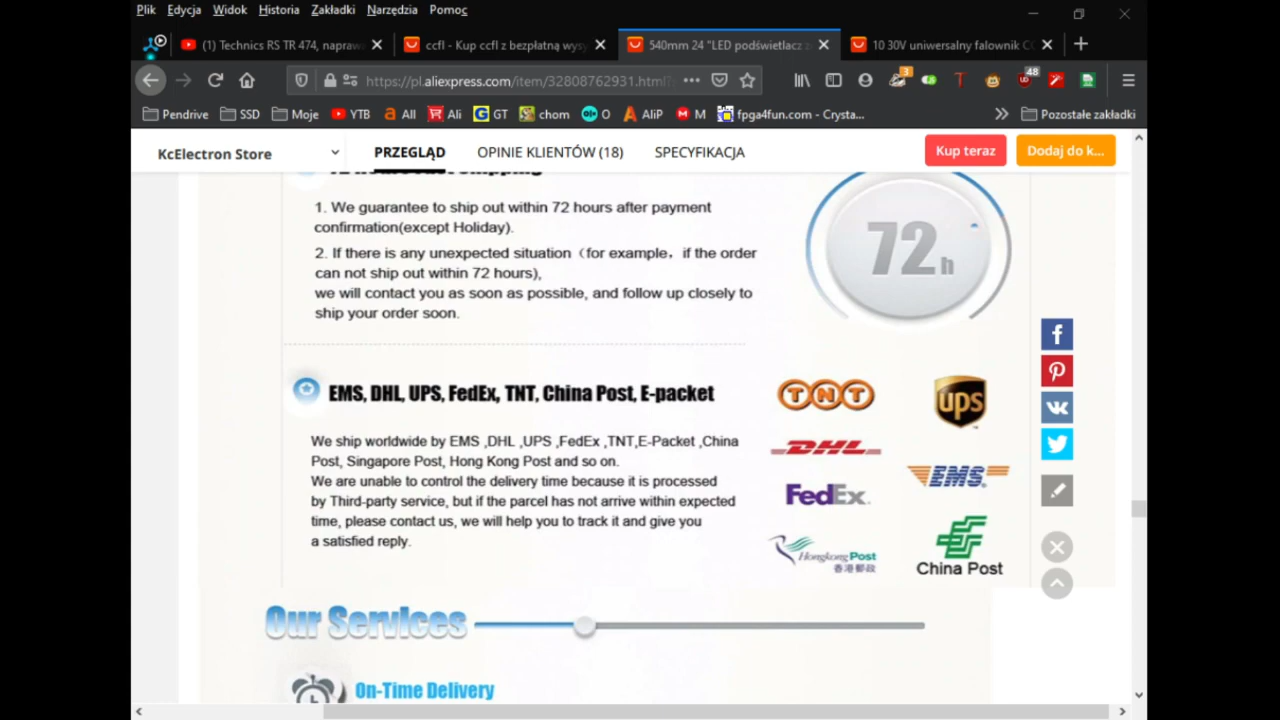 Plik Edycja Widok Historia Zakładki Narzędzia Pomoc
(1) Technics RS TR 474, napraw
ccfl - Kup ccfl z bezpłatną wys
540mm 24 "LED podświetlacz
10 30V uniwersalny falownik
https://pl.aliexpress.com/item/32808762931.html?
3
48
Pendrive SSD Moje YTB All Ali GT chom O AliP M fpga4fun.com - Crysta... Pozostałe zakładki
KcElectron Store
PRZEGLĄD OPINIE KLIENTÓW (18) SPECYFIKACJA
Kup teraz
Dodaj do k...
1. We guarantee to ship out within 72 hours after payment
confirmation(except Holiday).
2. If there is any unexpected situation（for example，if the order
can not ship out within 72 hours),
we will contact you as soon as possible, and follow up closely to
ship your order soon.
72h
EMS, DHL, UPS, FedEx, TNT, China Post, E-packet
We ship worldwide by EMS ,DHL ,UPS ,FedEx ,TNT,E-Packet ,China
Post, Singapore Post, Hong Kong Post and so on.
We are unable to control the delivery time because it is processed
by Third-party service, but if the parcel has not arrive within expected
time, please contact us, we will help you to track it and give you
a satisfied reply.
TNT
ups
DHL
EMS
FedEx
Hongkong Post
香港郵政
China Post
Our Services
On-Time Delivery